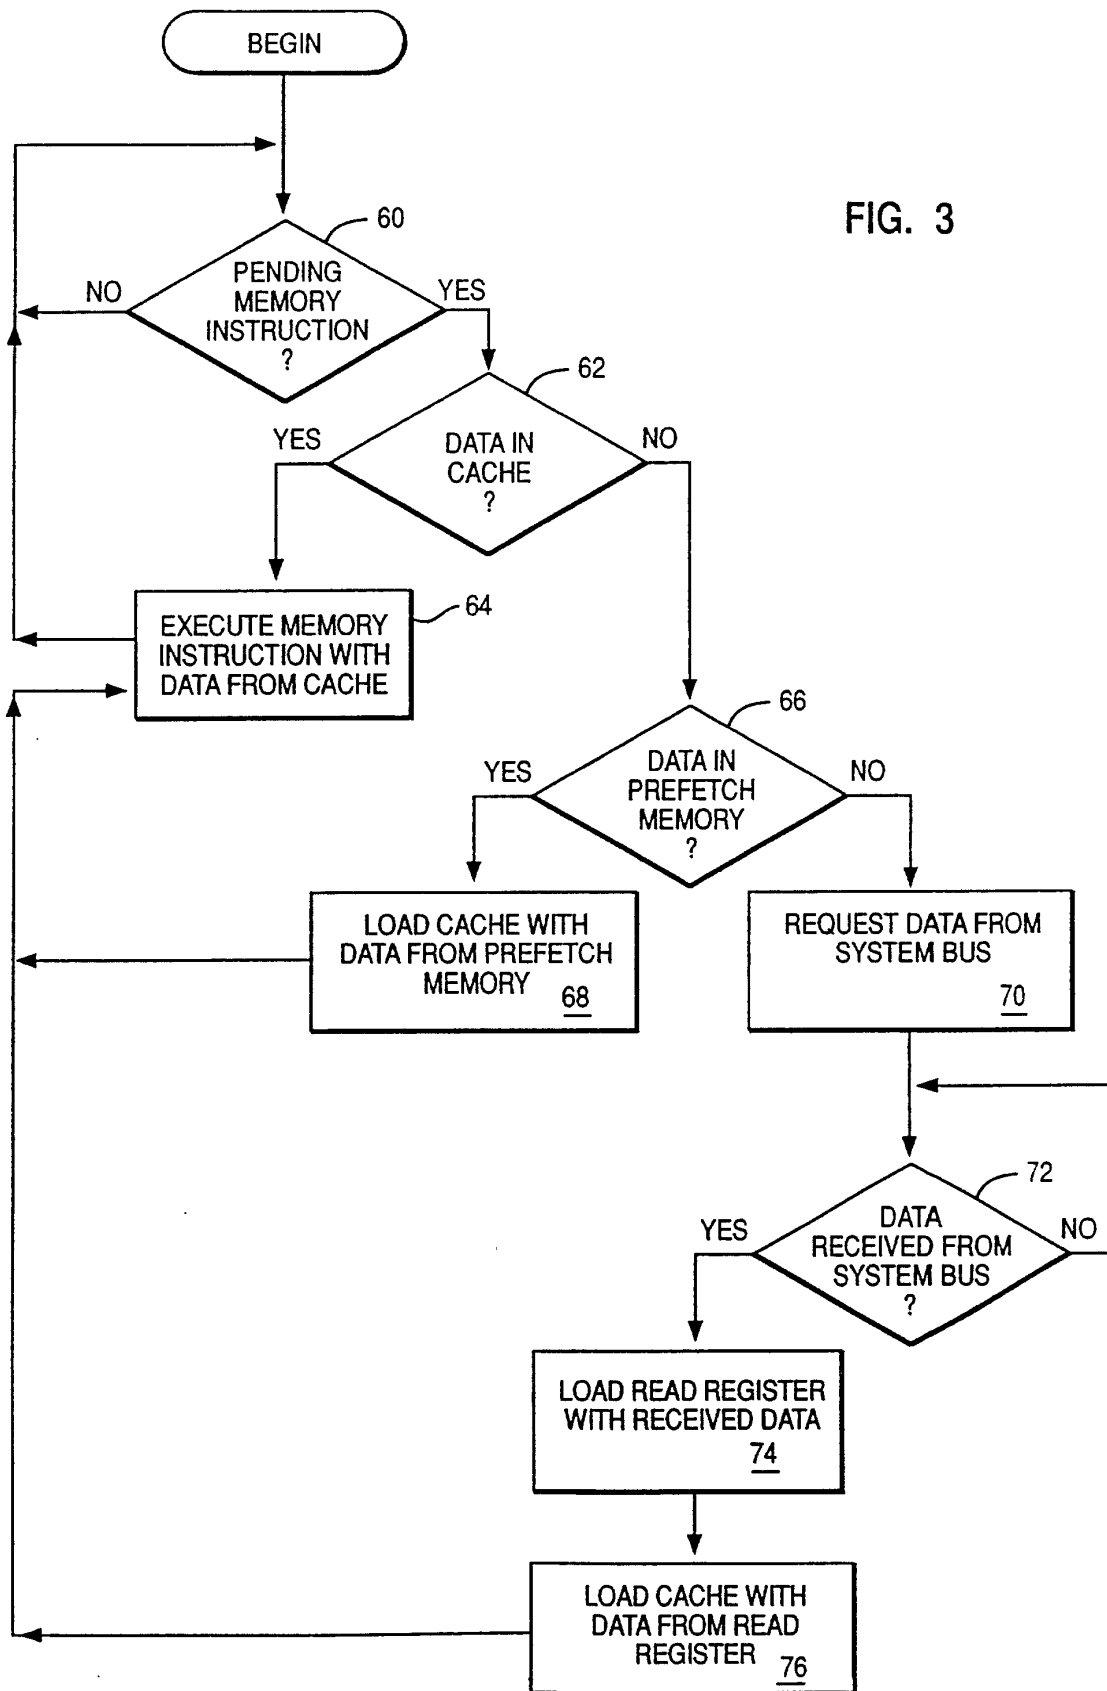 BEGIN
FIG. 3
60
PENDING
MEMORY
INSTRUCTION
?
NO
YES
62
DATA IN
CACHE
?
YES
NO
EXECUTE MEMORY
INSTRUCTION WITH
DATA FROM CACHE
64
66
DATA IN
PREFETCH
MEMORY
?
YES
NO
LOAD CACHE WITH
DATA FROM PREFETCH
MEMORY
68
REQUEST DATA FROM
SYSTEM BUS
70
72
DATA
RECEIVED FROM
SYSTEM BUS
?
YES
NO
LOAD READ REGISTER
WITH RECEIVED DATA
74
LOAD CACHE WITH
DATA FROM READ
REGISTER
76